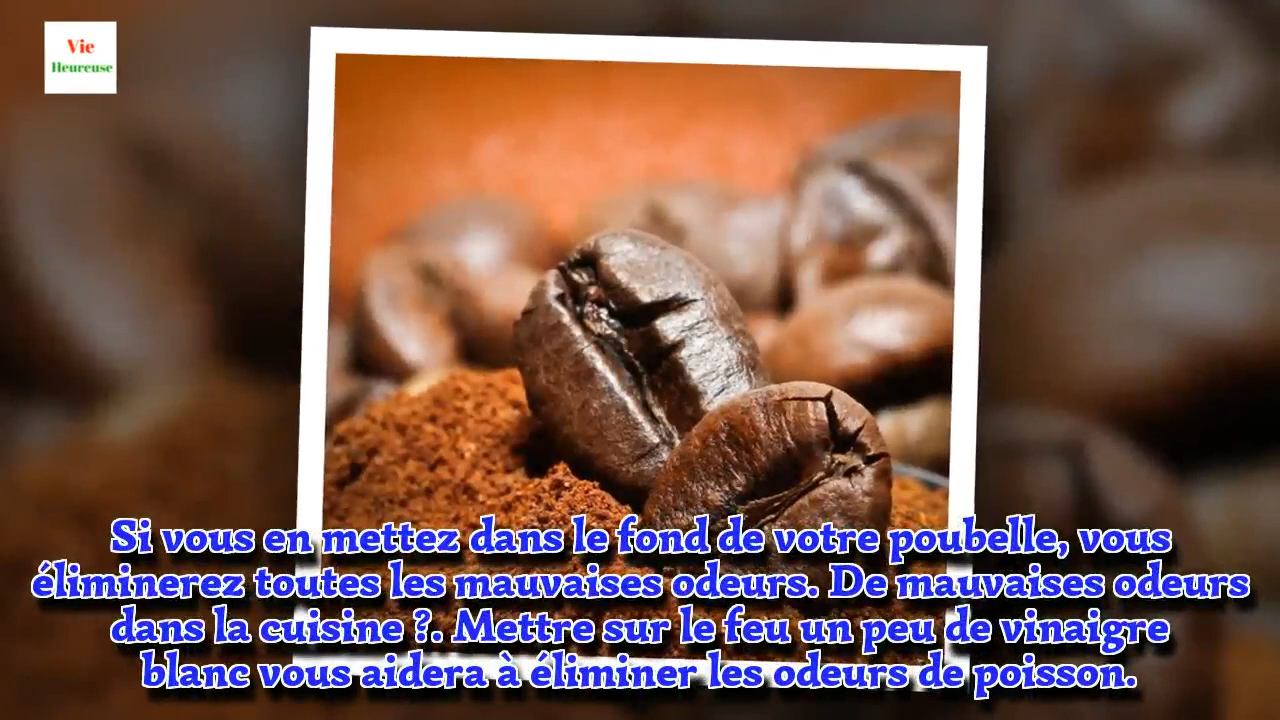 Vie
Heureuse
Si vous en mettez dans le fond de votre poubelle, vous
éliminerez toutes les mauvaises odeurs. De mauvaises odeurs
dans la cuisine ?. Mettre sur le feu un peu de vinaigre
blanc vous aidera à éliminer les odeurs de poisson.